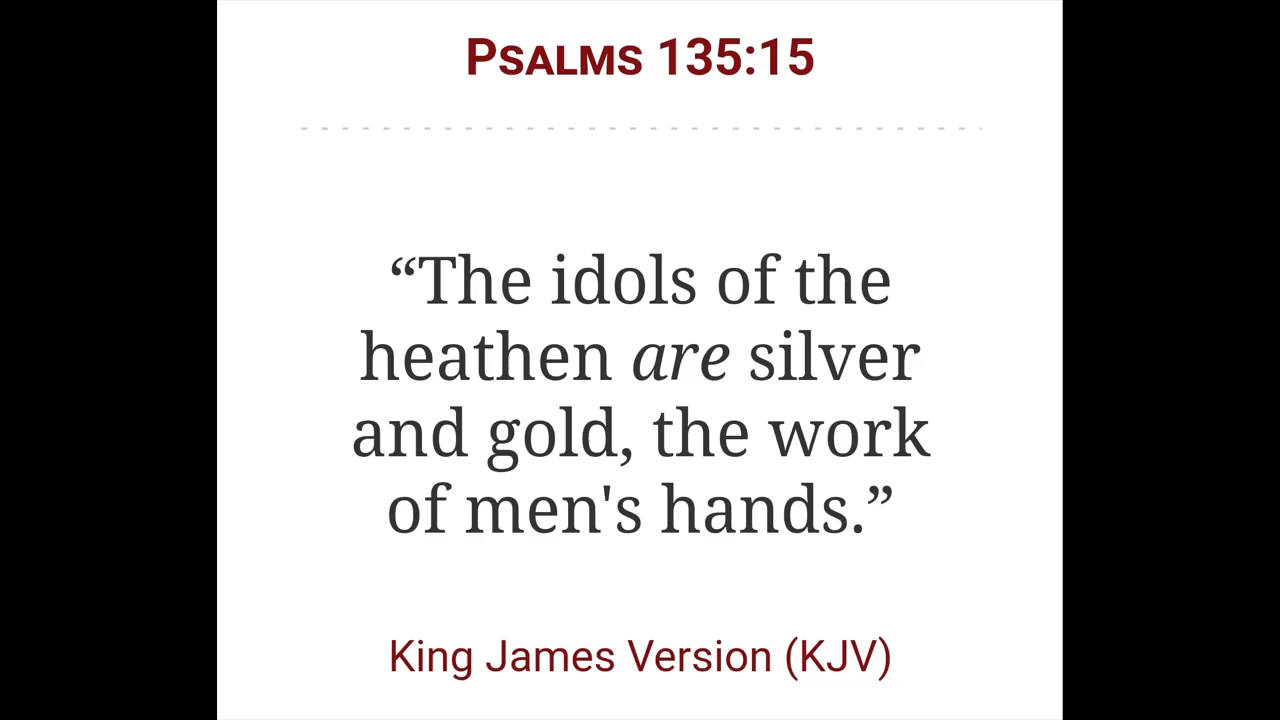 Psalms 135:15
“The idols of the
heathen are silver
and gold, the work
of men's hands.”
King James Version (KJV)